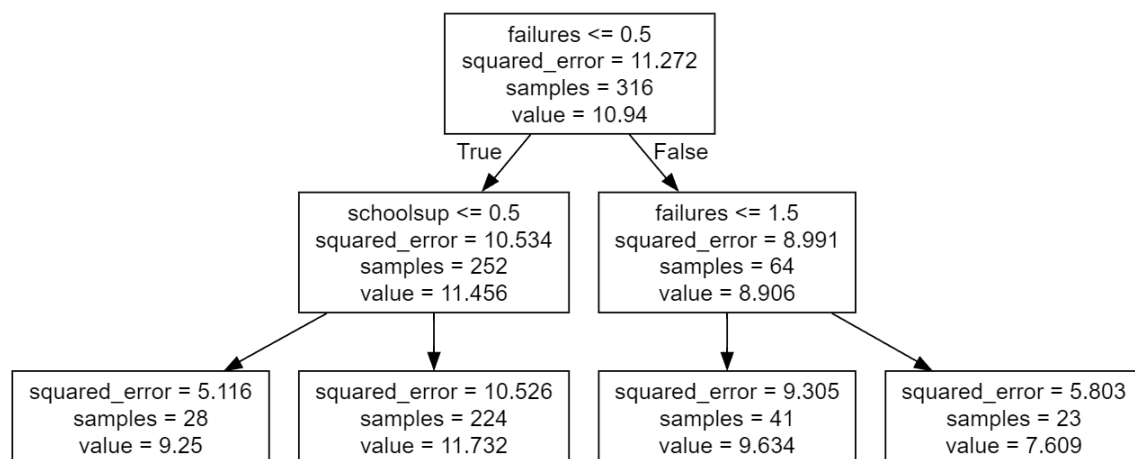 failures <= 0.5
squared_error = 11.272
samples = 316
value = 10.94
True
False
schoolsup <= 0.5
squared_error = 10.534
samples = 252
value = 11.456
failures <= 1.5
squared_error = 8.991
samples = 64
value = 8.906
squared_error = 5.116
samples = 28
value = 9.25
squared_error = 10.526
samples = 224
value = 11.732
squared_error = 9.305
samples = 41
value = 9.634
squared_error = 5.803
samples = 23
value = 7.609